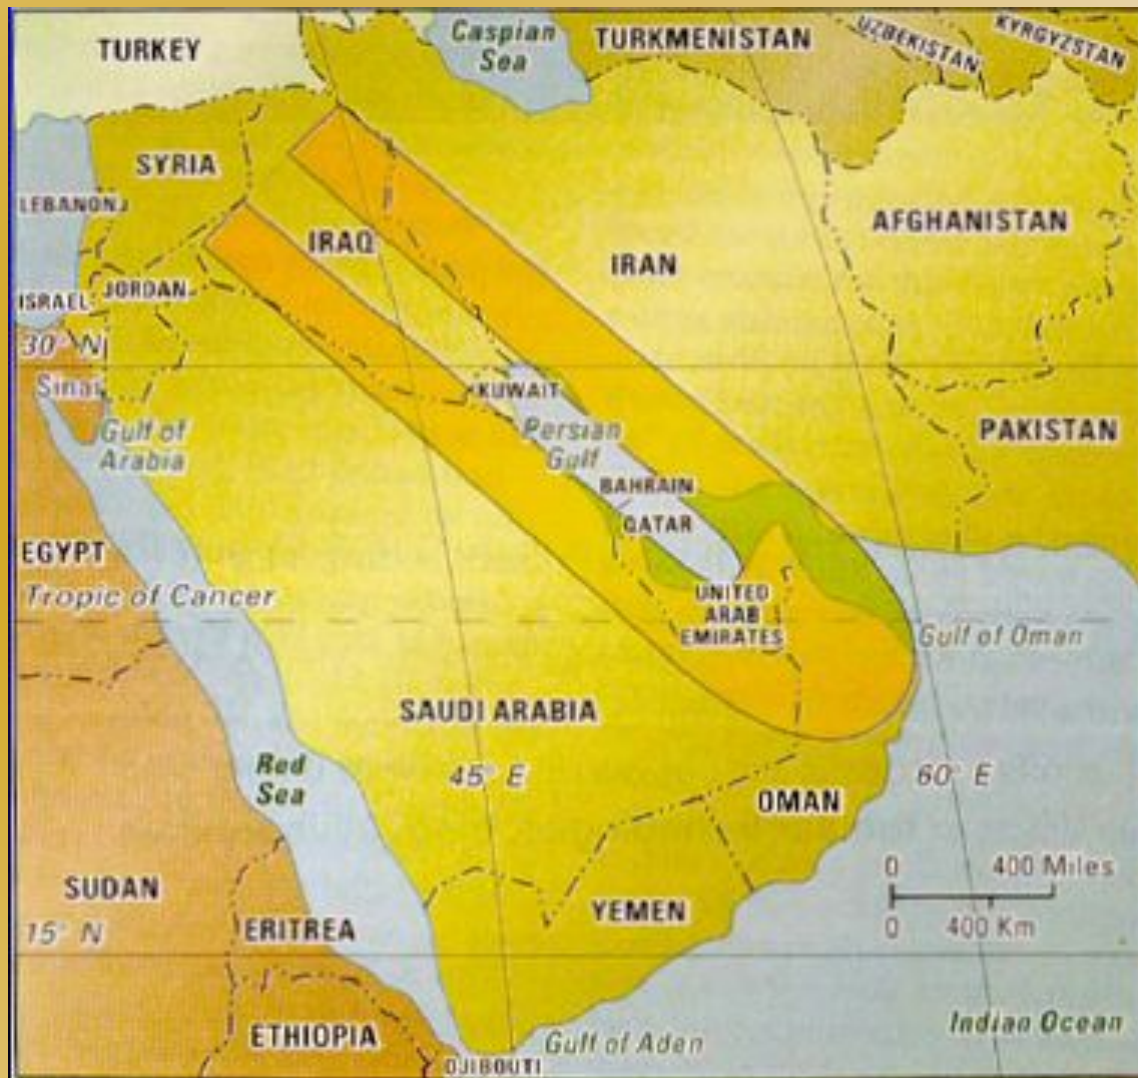 TURKEY
Caspian
Sea
TURKMENISTAN
UZBEKISTAN
KYRGYZSTAN
SYRIA
LEBANON
IRAQ
IRAN
AFGHANISTAN
ISRAEL
JORDAN
30° N
Sinai
KUWAIT
Gulf of
Arabia
Persian
Gulf
PAKISTAN
BAHRAIN
QATAR
EGYPT
Tropic of Cancer
UNITED
ARAB
EMIRATES
Gulf of Oman
SAUDI ARABIA
Red
Sea
45° E
60° E
OMAN
0 400 Miles
0 400 Km
SUDAN
YEMEN
15° N
ERITREA
ETHIOPIA
Gulf of Aden
Indian Ocean
DJIBOUTI